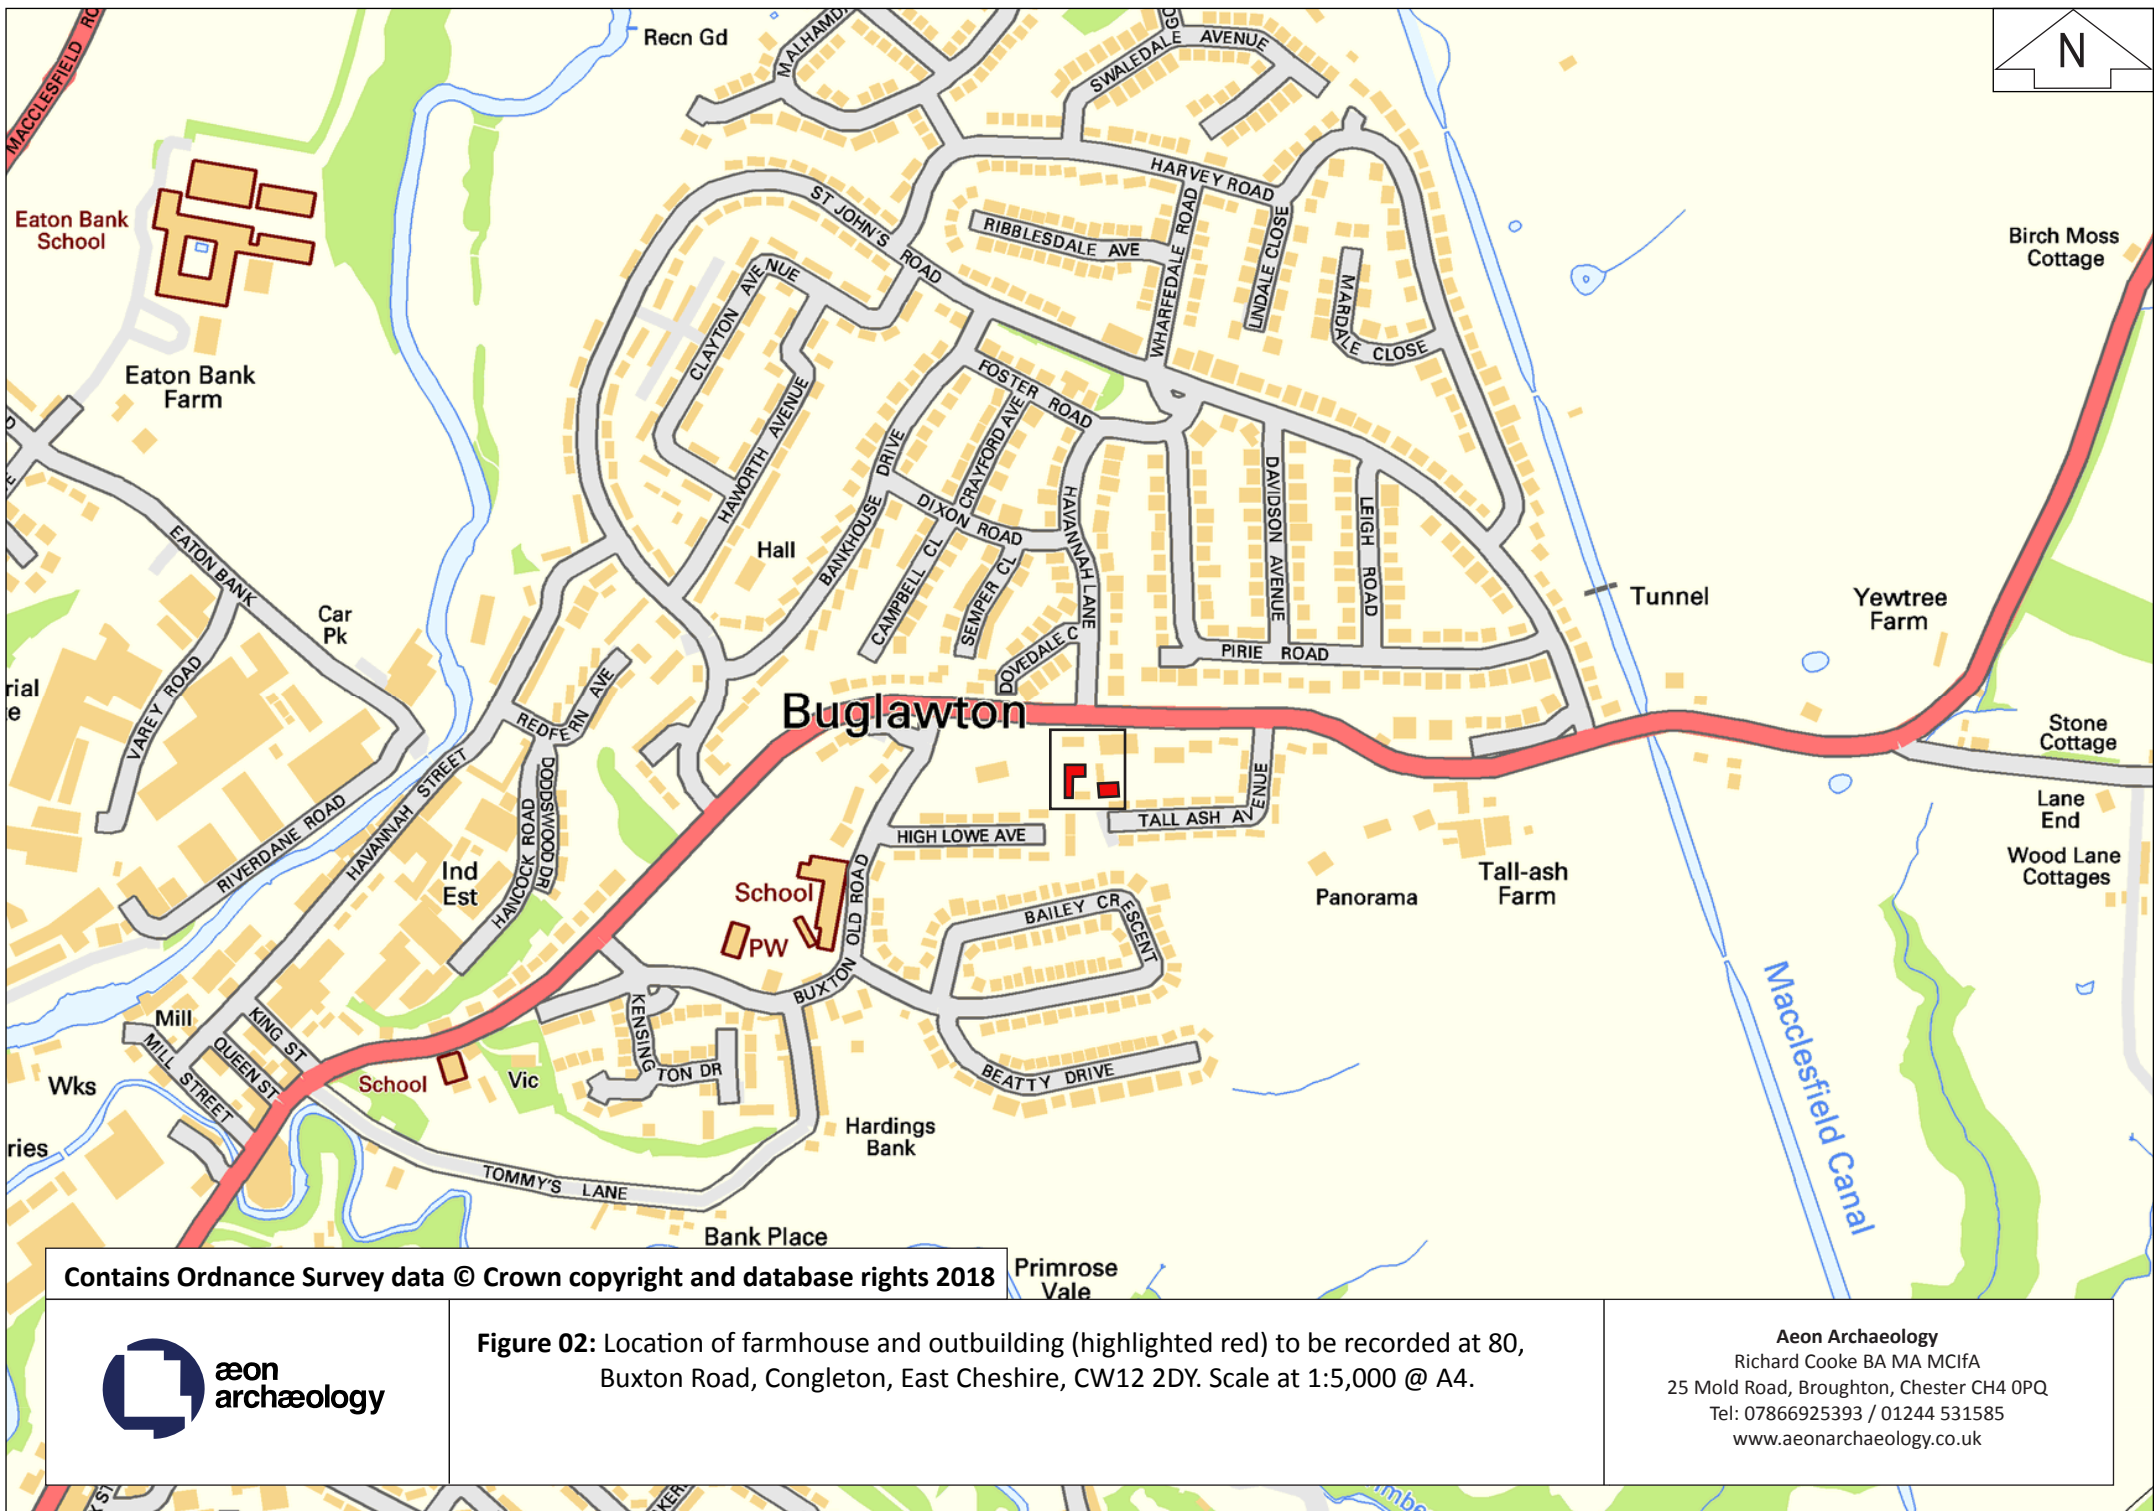 MACCLESFIELD RO
Recn Gd
MALHAMDA
SWALEDALE AVENUE
N
Eaton Bank
School
ST JOHN'S ROAD
HARVEY ROAD
RIBBLESDALE AVE
WHARFEDALE ROAD
LINDALE CLOSE
MARDALE CLOSE
Birch Moss
Cottage
CLAYTON AVENUE
Eaton Bank
Farm
HAWORTH AVENUE
FOSTER ROAD
CRAYFORD AVE
BANKHOUSE DRIVE
DIXON ROAD
HAVANNAH LANE
DAVIDSON AVENUE
LEIGH ROAD
EATON BANK
Hall
CAMPBELL CL
SEMPER CL
DOVEDALE C
PIRIE ROAD
Tunnel
Yewtree
Farm
Car
Pk
VAREY ROAD
rial
e
REDFERN AVE
Buglawton
Stone
Cottage
DODDSWOOD DR
HANCOCK ROAD
HAVANNAH STREET
RIVERDANE ROAD
TALL ASH AVENUE
HIGH LOWE AVE
Lane
End
Wood Lane
Cottages
Ind
Est
School
PW
BUXTON OLD ROAD
BAILEY CRESCENT
Panorama
Tall-ash
Farm
Macclesfield Canal
Mill
KING ST
QUEEN ST
MILL STREET
KENSINGTON DR
BEATTY DRIVE
Wks
School
Vic
ries
Hardings
Bank
TOMMY'S LANE
Bank Place
Primrose
Vale
Contains Ordnance Survey data © Crown copyright and database rights 2018
æon
archæology
Figure 02: Location of farmhouse and outbuilding (highlighted red) to be recorded at 80,
Buxton Road, Congleton, East Cheshire, CW12 2DY. Scale at 1:5,000 @ A4.
Aeon Archaeology
Richard Cooke BA MA MCIfA
25 Mold Road, Broughton, Chester CH4 0PQ
Tel: 07866925393 / 01244 531585
www.aeonarchaeology.co.uk